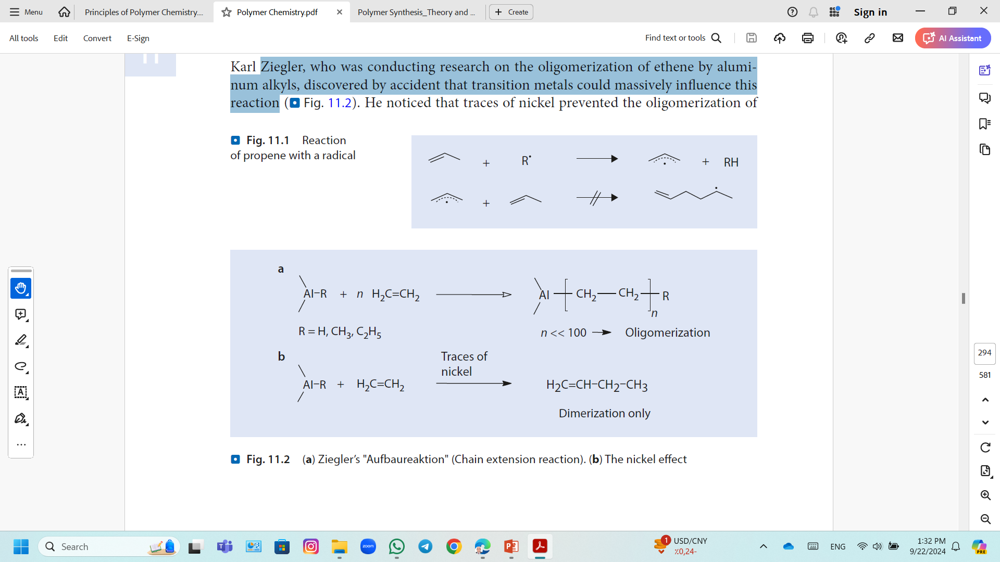 Menu
Principles of Polymer Chemistry....
Polymer Chemistry.pdf
Polymer Synthesis_Theory and ...
+ Create
Sign in
All tools
Edit
Convert
E-Sign
Find text or tools
AI Assistant
Karl Ziegler, who was conducting research on the oligomerization of ethene by alumi-
num alkyls, discovered by accident that transition metals could massively influence this
reaction (Fig. 11.2). He noticed that traces of nickel prevented the oligomerization of
Fig. 11.1 Reaction
of propene with a radical
+ R• + RH
+
a
Al–R + n H₂C=CH₂
Al CH₂ CH₂ R
n
R = H, CH₃, C₂H₅
n << 100 Oligomerization
b
Traces of
nickel
Al–R + H₂C=CH₂
H₂C=CH–CH₂–CH₃
Dimerization only
Fig. 11.2 (a) Ziegler’s "Aufbaureaktion" (Chain extension reaction). (b) The nickel effect
294
581
Search
zoom
1
USD/CNY
٪0,24-
ENG
1:32 PM
9/22/2024
PRE